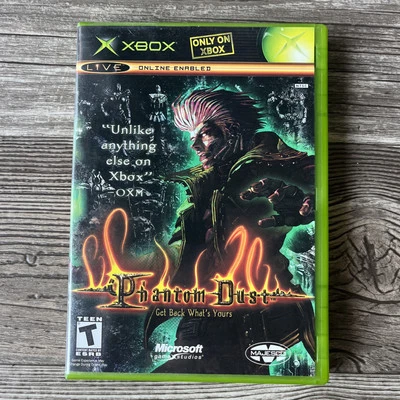 XBOX
ONLY ON
XBOX
LIVE ONLINE ENABLED
NTSC
"Unlike
anything
else on
Xbox"
OXM
Phantom Dust
Get Back What's Yours
TEEN
T
ESRB
Microsoft
game studios
MAJESCO